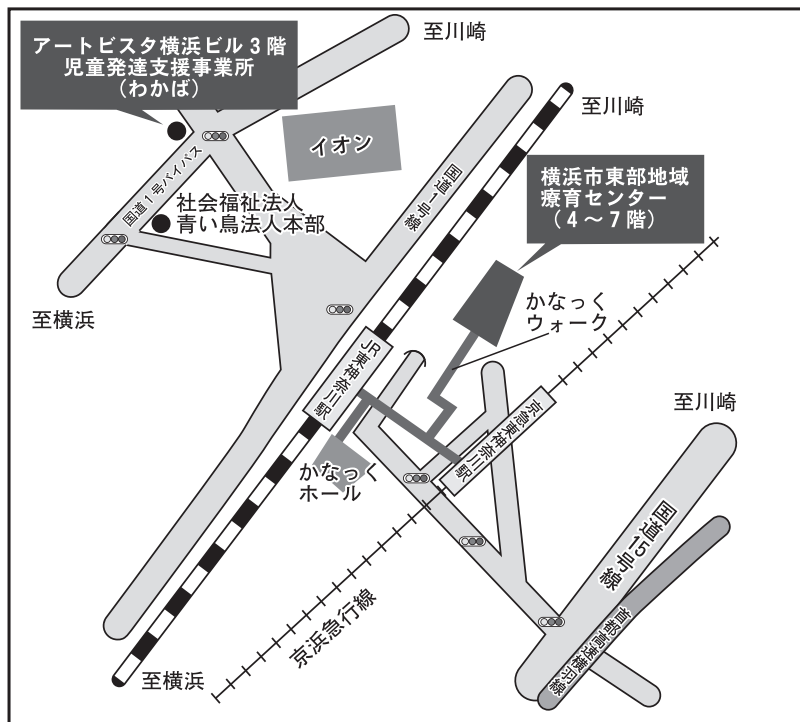 アートビスタ横浜ビル3階
児童発達支援事業所
（わかば）
至川崎
至川崎
イオン
国道1号線
国道1号バイパス
社会福祉法人
青い鳥法人本部
至横浜
横浜市東部地域
療育センター
（4〜7階）
かなっく
ウォーク
JR東神奈川駅
京急東神奈川駅
至川崎
かなっく
ホール
国道15号線
首都高速横羽線
京浜急行線
至横浜